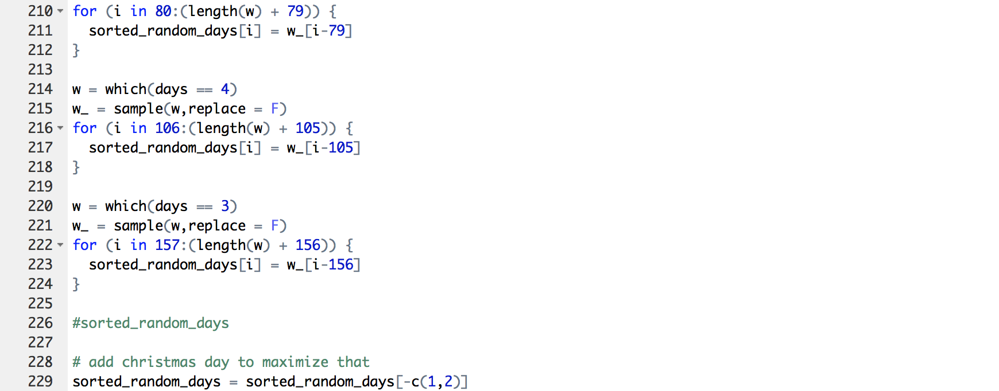 210 for (i in 80:(length(w) + 79)) {
211   sorted_random_days[i] = w_[i-79]
212 }
213
214 w = which(days == 4)
215 w_ = sample(w,replace = F)
216 for (i in 106:(length(w) + 105)) {
217   sorted_random_days[i] = w_[i-105]
218 }
219
220 w = which(days == 3)
221 w_ = sample(w,replace = F)
222 for (i in 157:(length(w) + 156)) {
223   sorted_random_days[i] = w_[i-156]
224 }
225
226 #sorted_random_days
227
228 # add christmas day to maximize that
229 sorted_random_days = sorted_random_days[-c(1,2)]